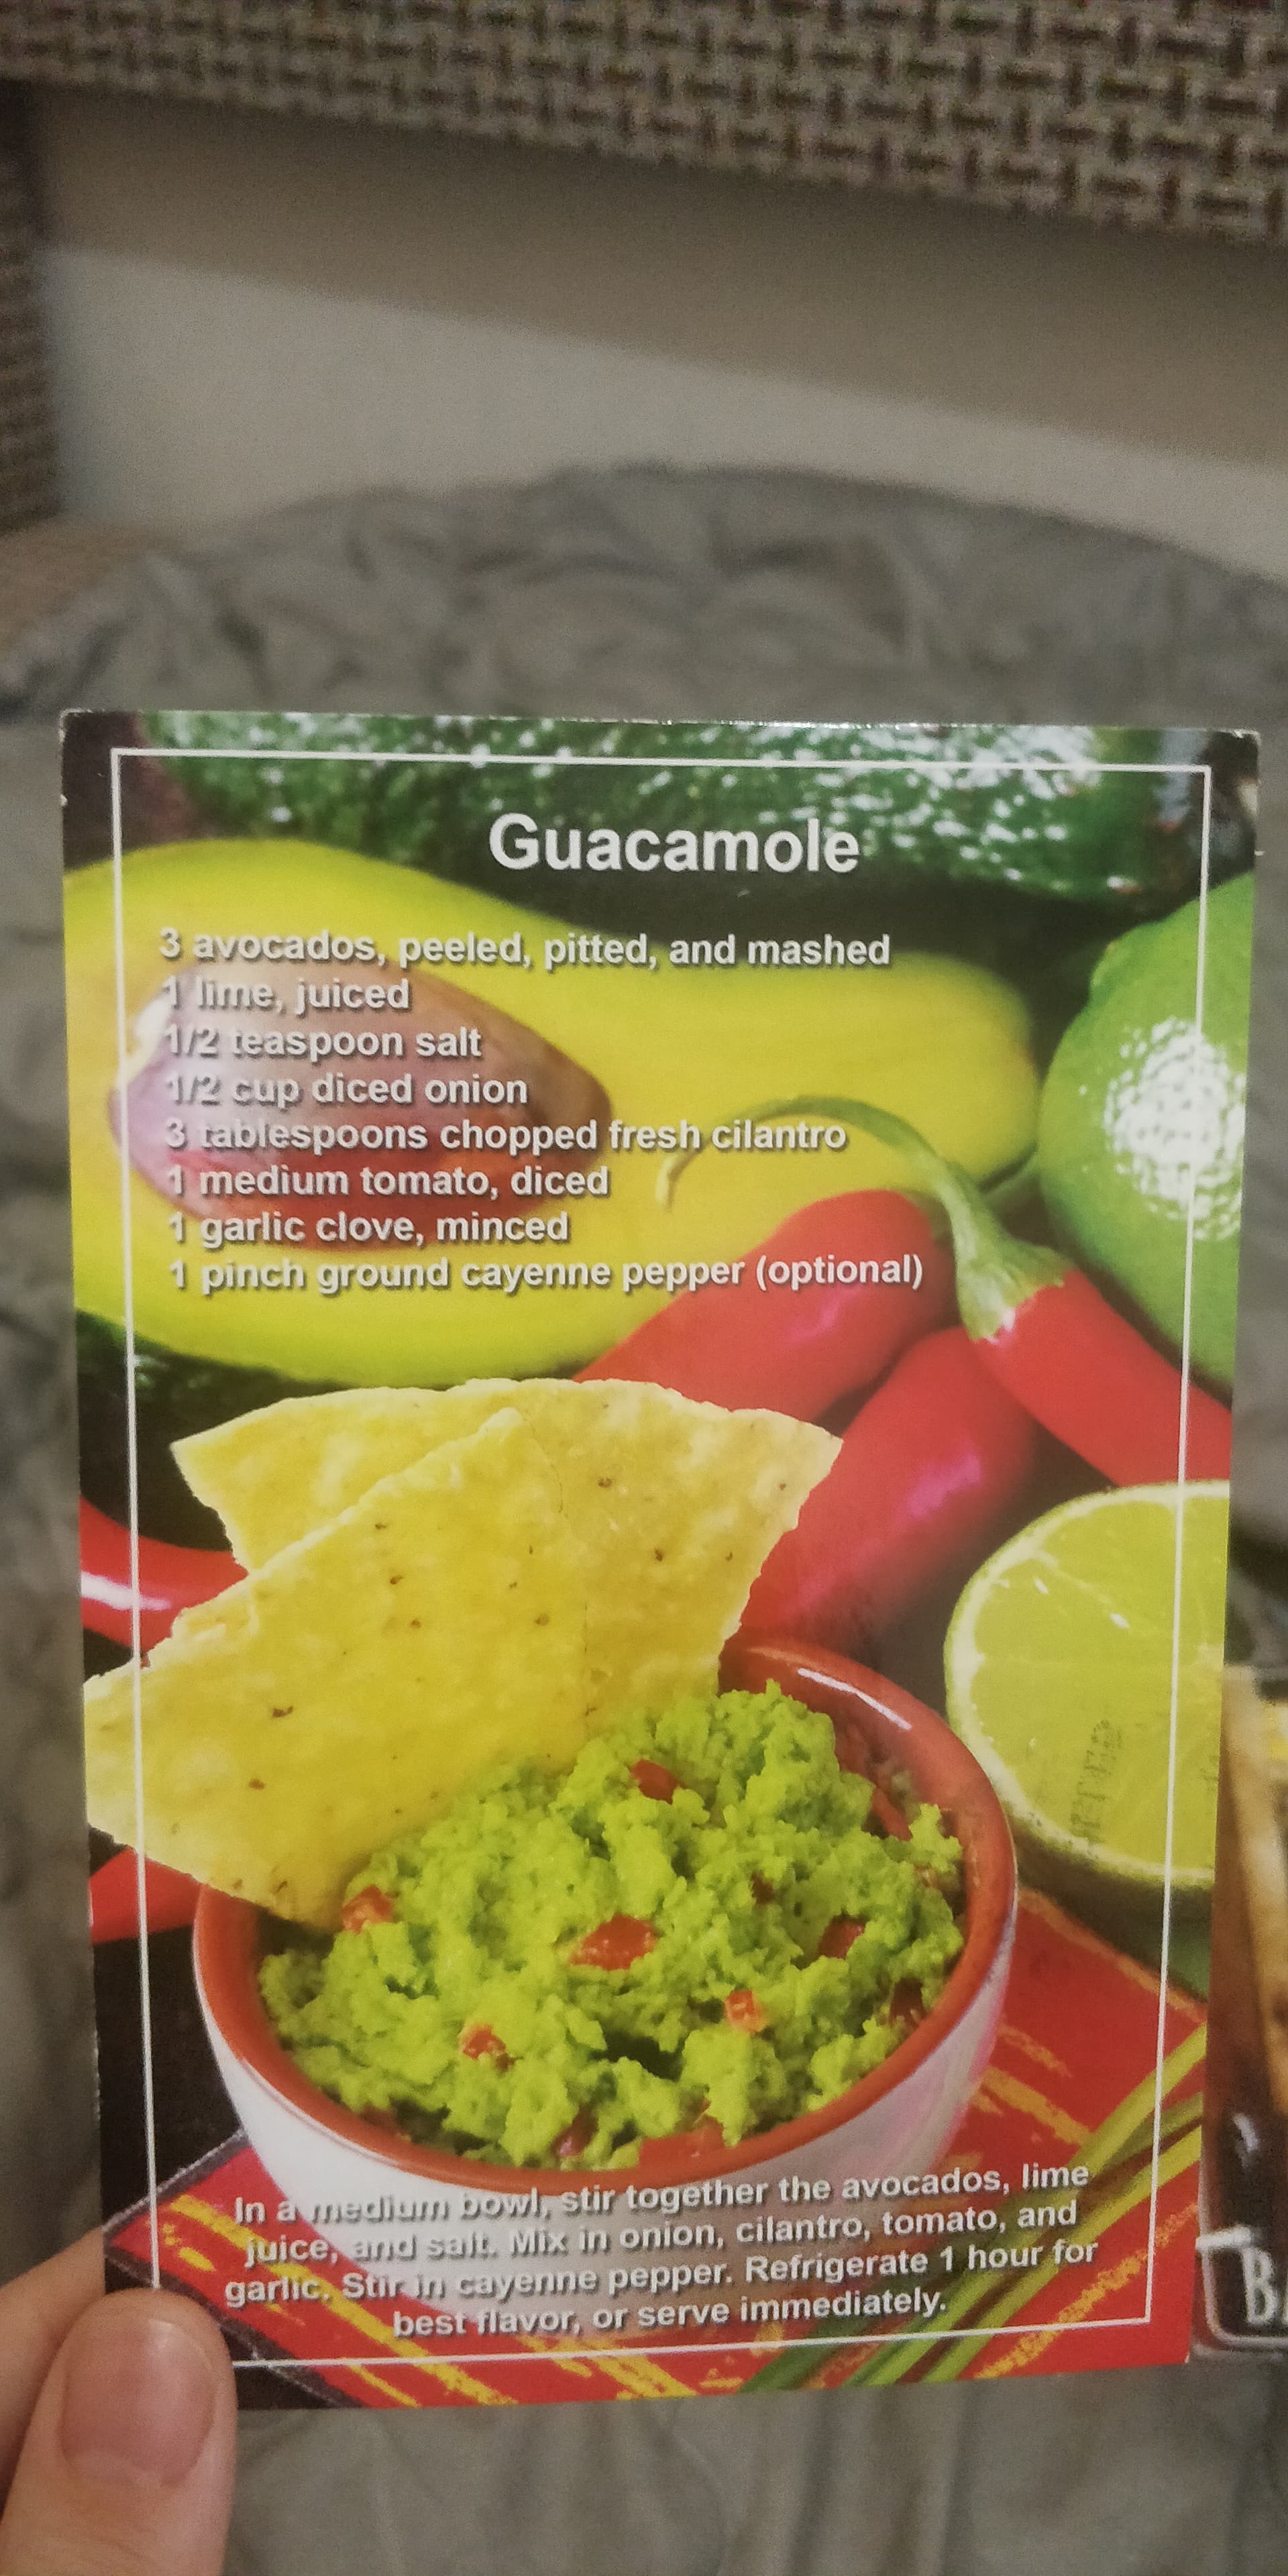 Guacamole
3 avocados, peeled, pitted, and mashed
1 lime, juiced
1/2 teaspoon salt
1/2 cup diced onion
3 tablespoons chopped fresh cilantro
1 medium tomato, diced
1 garlic clove, minced
1 pinch ground cayenne pepper (optional)
In a medium bowl, stir together the avocados, lime
juice, and salt. Mix in onion, cilantro, tomato, and
garlic. Stir in cayenne pepper. Refrigerate 1 hour for
best flavor, or serve immediately.